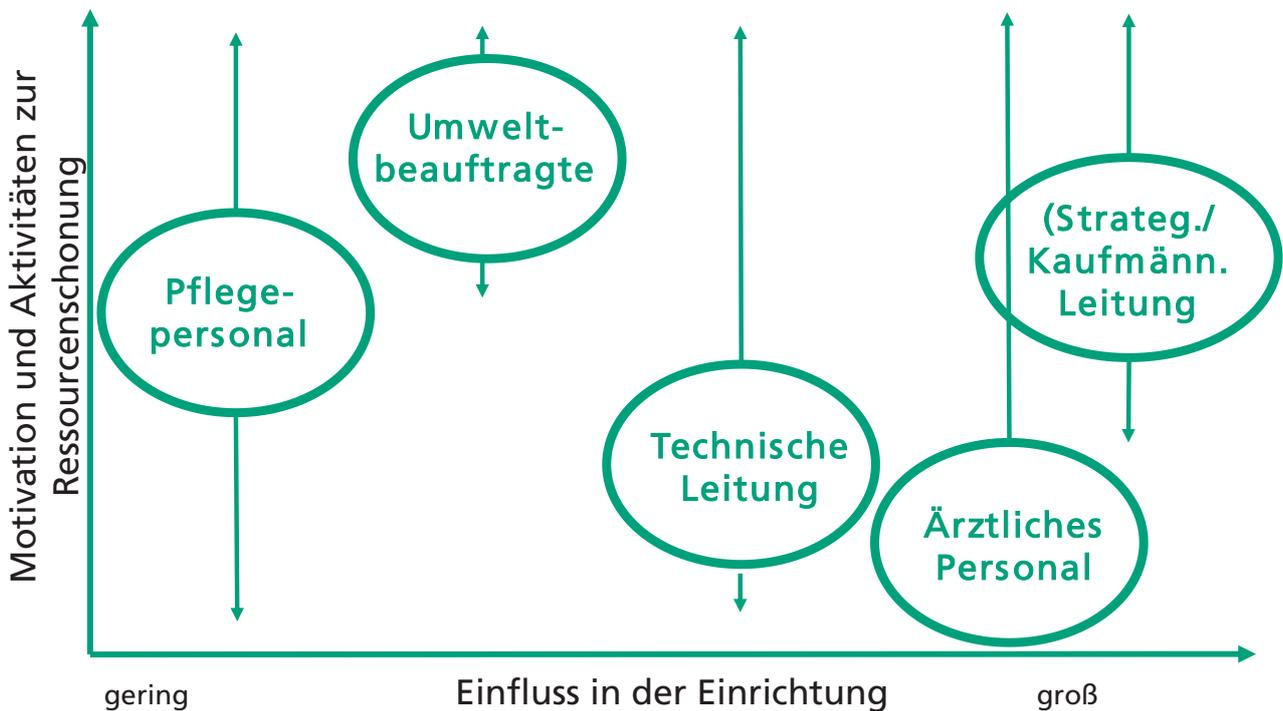 Motivation und Aktivitäten zur
Ressourcenschonung
Umwelt-
beauftragte
Pflege-
personal
(Strateg./
Kaufmänn.
Leitung
Technische
Leitung
Ärztliches
Personal
gering
Einfluss in der Einrichtung
groß